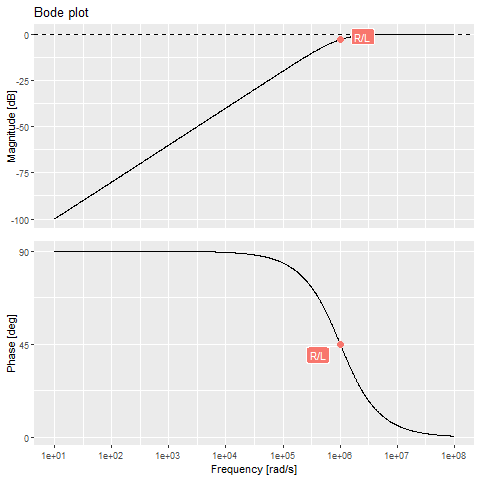 Bode plot
Magnitude [dB]
0
-25
-50
-75
-100
R/L
Phase [deg]
90
45
0
R/L
1e+01 1e+02 1e+03 1e+04 1e+05 1e+06 1e+07 1e+08
Frequency [rad/s]